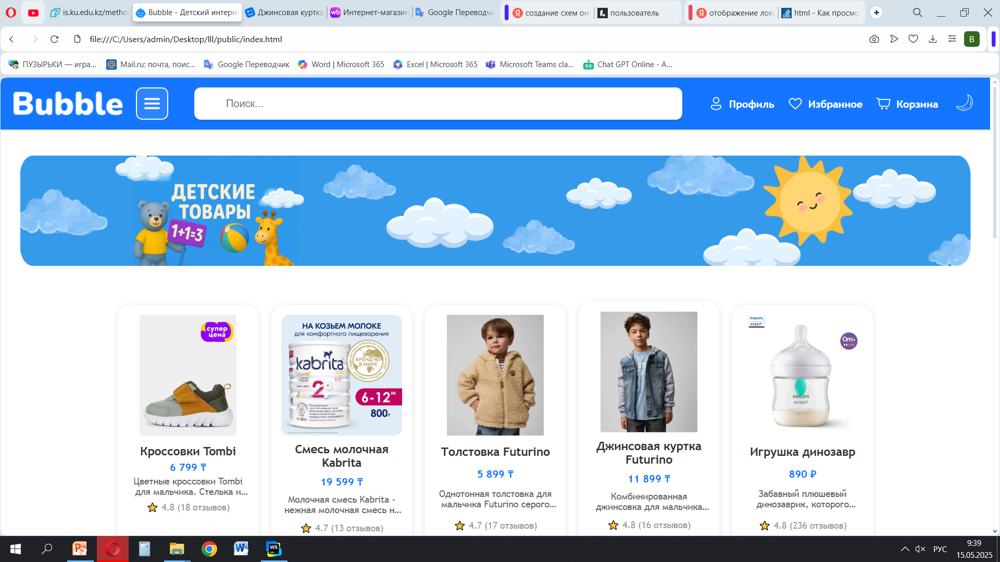 is.ku.edu.kz/metho
Bubble - Детский интерне
Джинсовая куртка
Интернет-магазин
Google Переводчи
создание схем онл
пользователь
отображение лока
html - Как просмо
file:///C:/Users/admin/Desktop/lll/public/index.html
B
ПУЗЫРЬКИ — игра...
Mail.ru: почта, поис...
Google Переводчик
Word | Microsoft 365
Excel | Microsoft 365
Microsoft Teams cla...
Chat GPT Online - A...
Bubble
Поиск...
Профиль
Избранное
Корзина
ДЕТСКИЕ
ТОВАРЫ
1+1=3
супер
цена
Кроссовки Tombi
6 799 ₸
Цветные кроссовки Tombi
для мальчика. Стелька и...
4.8 (18 отзывов)
НА КОЗЬЕМ МОЛОКЕ
для комфортного пищеварения
kabrita
GOLD
БРЕНД №1
В МИРЕ
DHA+ARA
2
6-12М
800г
Смесь молочная
Kabrita
19 599 ₸
Молочная смесь Kabrita -
нежная молочная смесь н...
4.7 (13 отзывов)
Толстовка Futurino
5 899 ₸
Однотонная толстовка для
мальчика Futurino серого...
4.7 (17 отзывов)
Джинсовая куртка
Futurino
11 899 ₸
Комбинированная
джинсовка для мальчика...
4.8 (16 отзывов)
PHILIPS
AVENT
0m+
PHILIPS
AVENT
Игрушка динозавр
890 ₽
Забавный плюшевый
динозаврик, которого...
4.8 (236 отзывов)
РУС
9:39
15.05.2025